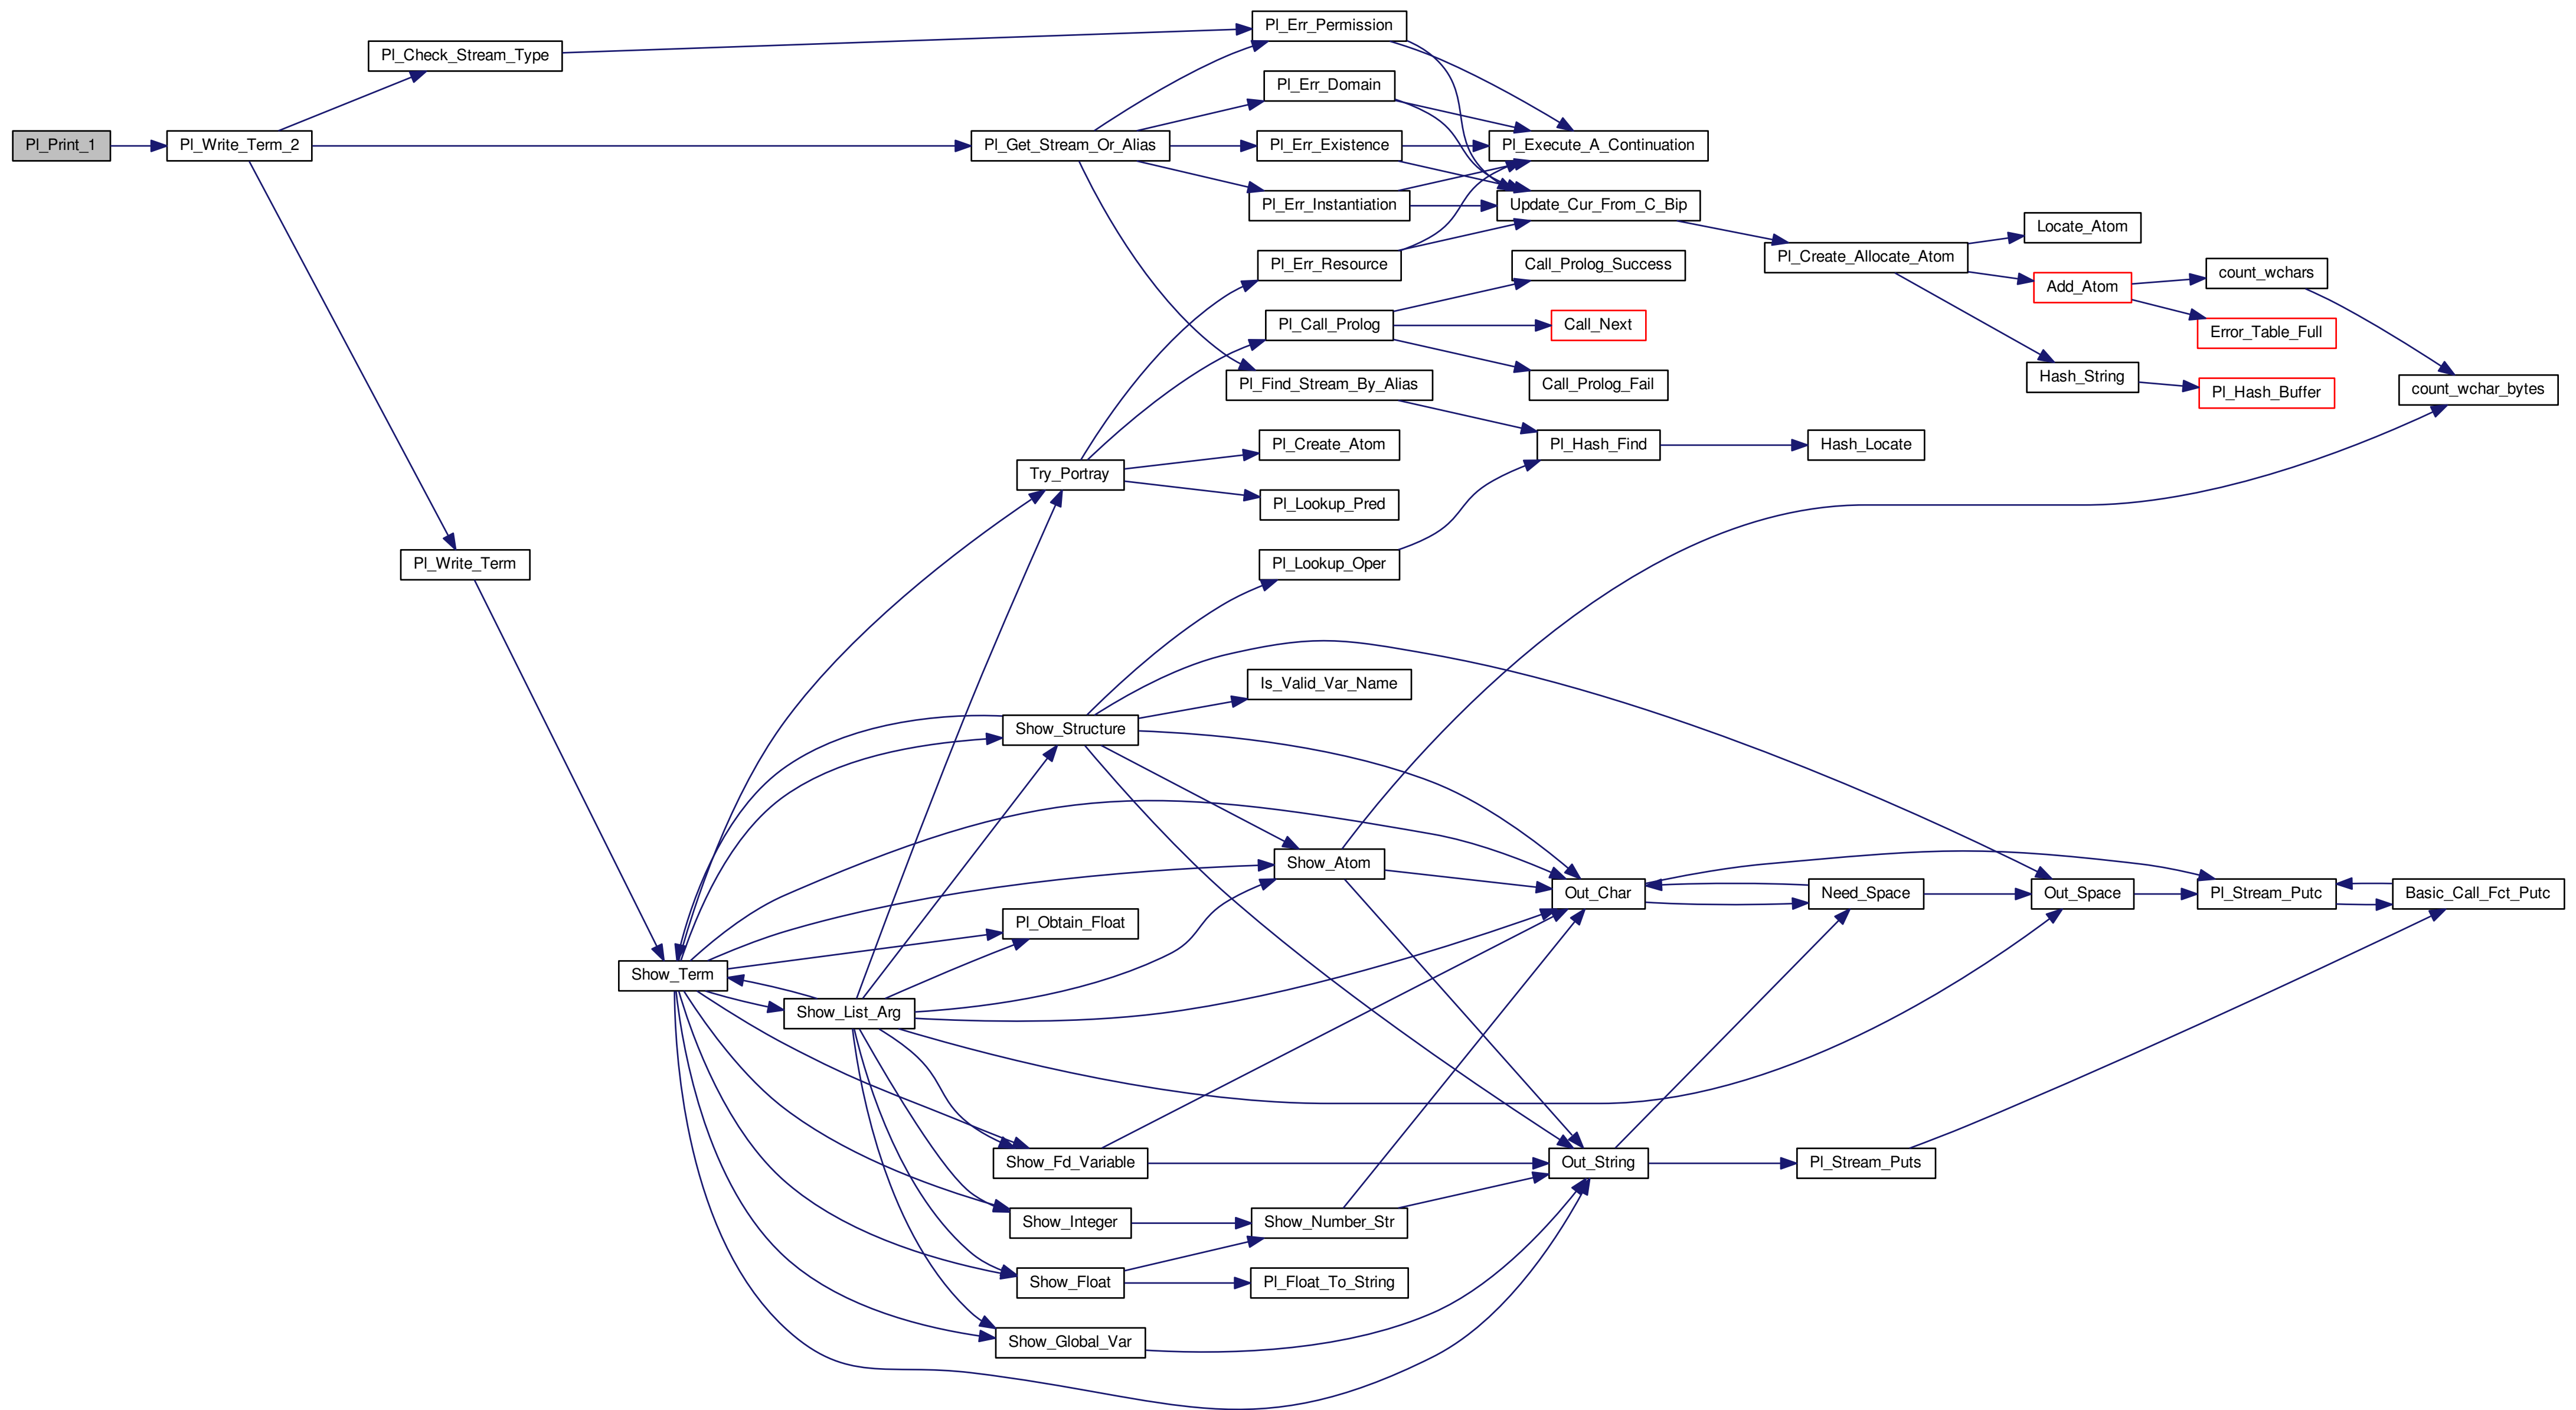 Pl_Print_1
Pl_Write_Term_2
Pl_Check_Stream_Type
Pl_Write_Term
Show_Term
Show_List_Arg
Pl_Get_Stream_Or_Alias
Try_Portray
Show_Structure
Pl_Obtain_Float
Show_Fd_Variable
Show_Integer
Show_Float
Show_Global_Var
Pl_Err_Permission
Pl_Err_Domain
Pl_Err_Existence
Pl_Err_Instantiation
Pl_Err_Resource
Pl_Call_Prolog
Pl_Find_Stream_By_Alias
Pl_Create_Atom
Pl_Lookup_Pred
Pl_Lookup_Oper
Is_Valid_Var_Name
Show_Atom
Show_Number_Str
Pl_Float_To_String
Pl_Execute_A_Continuation
Update_Cur_From_C_Bip
Call_Prolog_Success
Call_Next
Call_Prolog_Fail
Pl_Hash_Find
Out_Char
Out_String
Pl_Create_Allocate_Atom
Hash_Locate
Need_Space
Pl_Stream_Puts
Locate_Atom
Add_Atom
Hash_String
Out_Space
count_wchars
Error_Table_Full
Pl_Hash_Buffer
Pl_Stream_Putc
count_wchar_bytes
Basic_Call_Fct_Putc